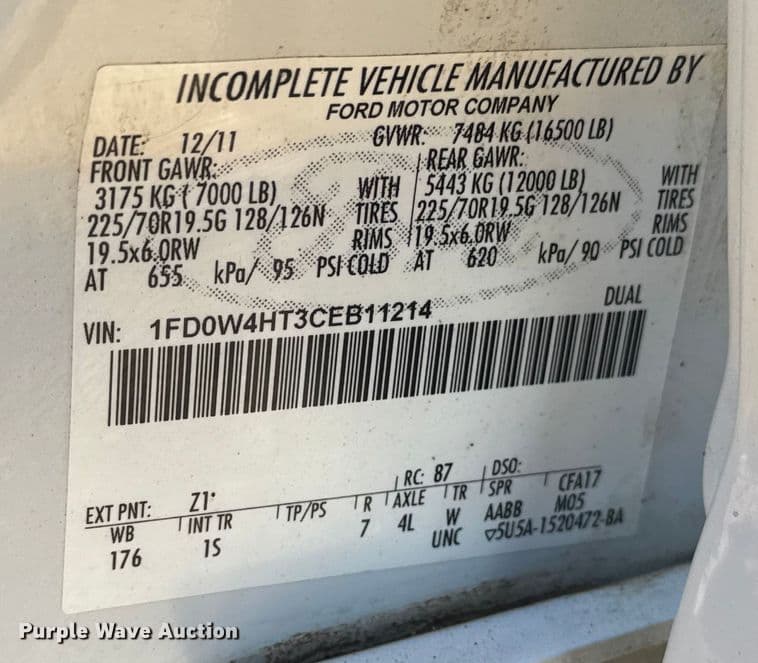 INCOMPLETE VEHICLE MANUFACTURED BY
FORD MOTOR COMPANY
DATE: 12/11 GVWR: 7484 KG (16500 LB)
FRONT GAWR: REAR GAWR:
3175 KG ( 7000 LB) WITH 5443 KG (12000 LB) WITH
225/70R19.5G 128/126N TIRES 225/70R19.5G 128/126N TIRES
19.5x6.0RW RIMS 19.5x6.0RW RIMS
AT 655 kPa/ 95 PSI COLD AT 620 kPa/ 90 PSI COLD
VIN: 1FD0W4HT3CEB11214 DUAL
EXT PNT: Z1* RC: 87 DSO:
WB INT TR TP/PS R AXLE TR SPR CFA17
176 1S 7 4L W AABB M05
UNC 5U5A-1520472-BA
Purple Wave Auction